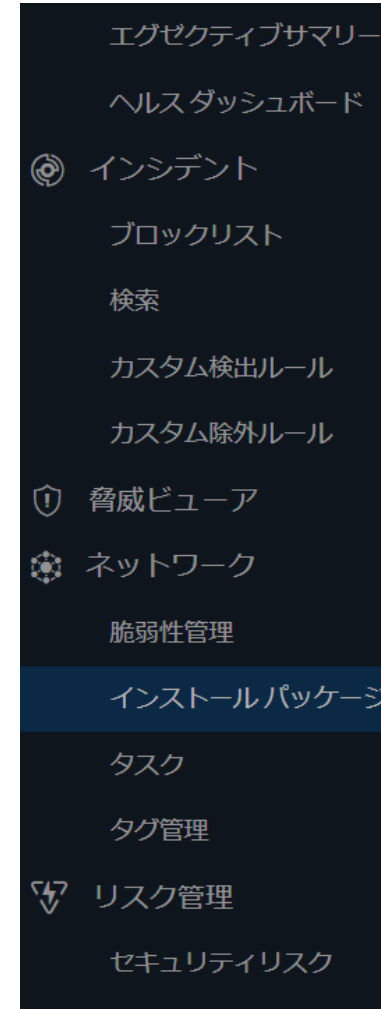 エグゼクティブサマリー
ヘルス ダッシュボード
インシデント
ブロックリスト
検索
カスタム検出ルール
カスタム除外ルール
脅威ビューア
ネットワーク
脆弱性管理
インストール パッケージ
タスク
タグ管理
リスク管理
セキュリティリスク